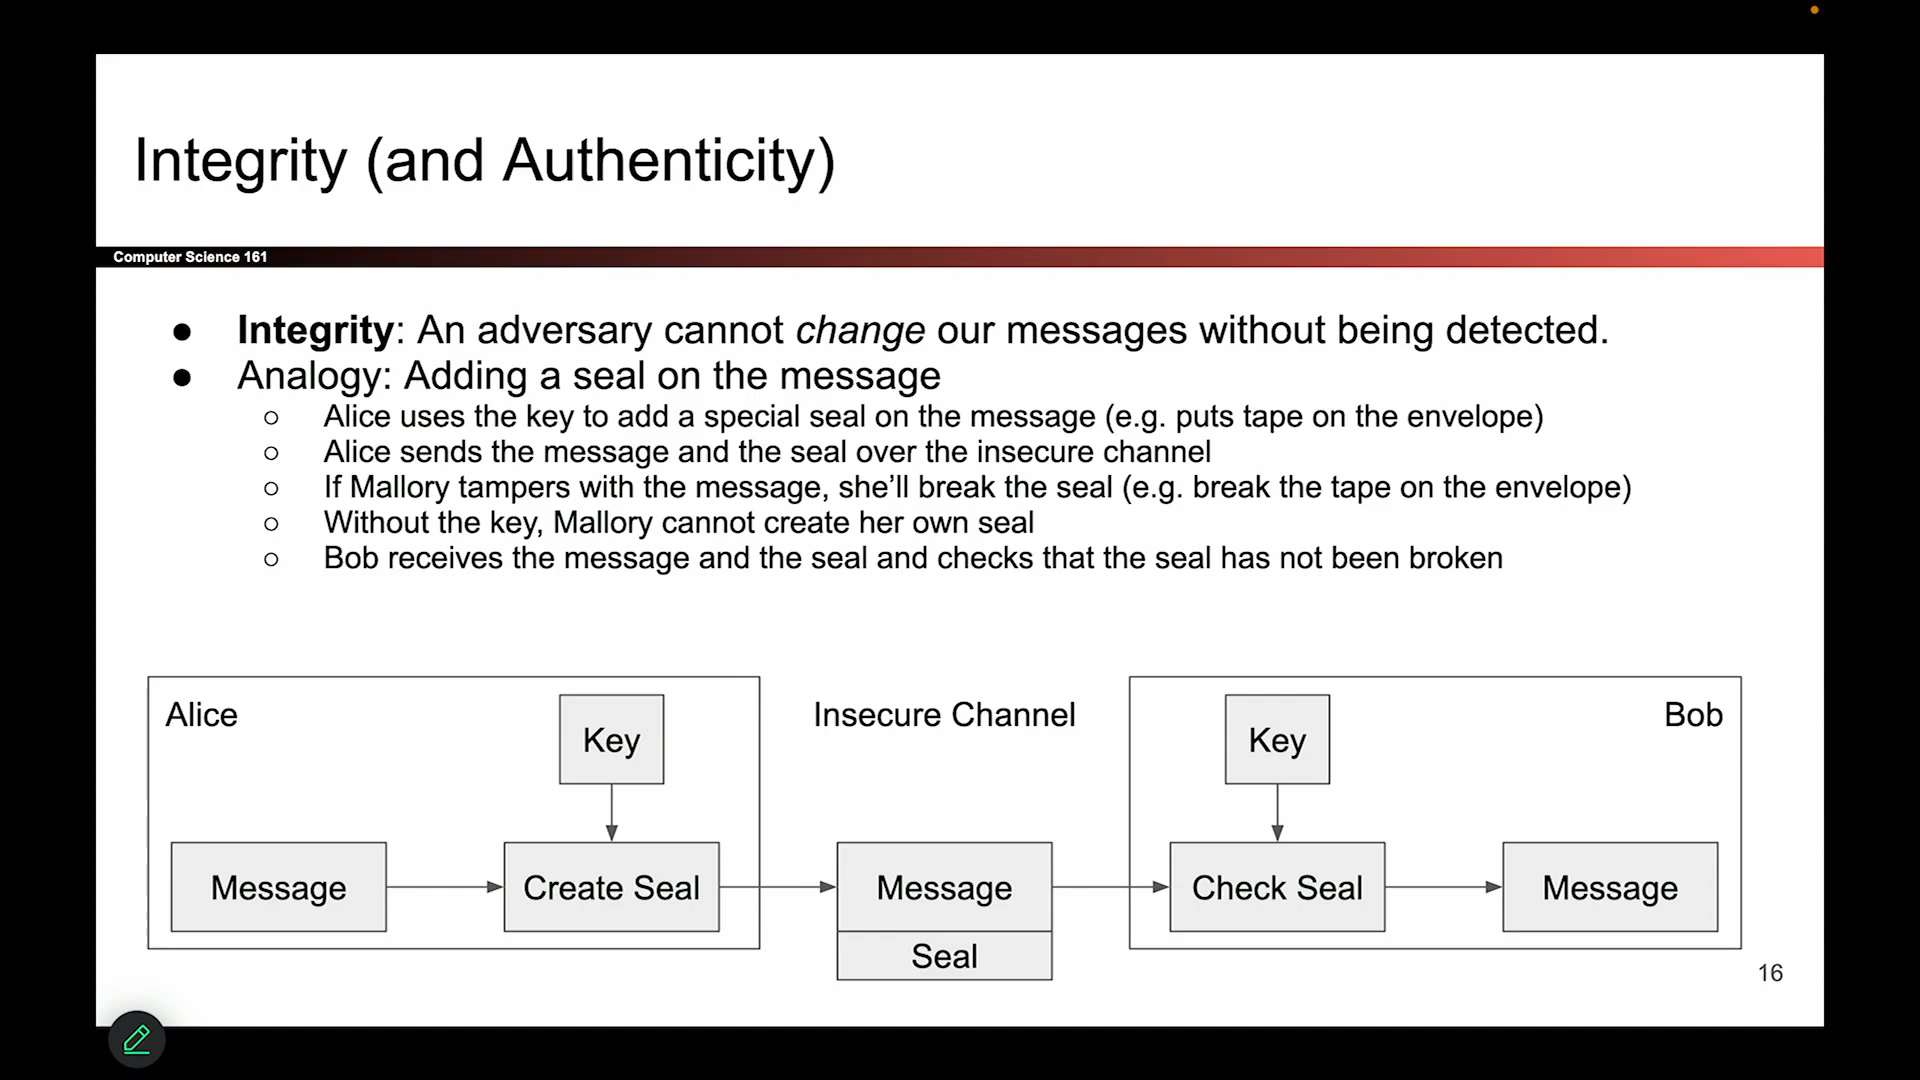 Integrity (and Authenticity)
Computer Science 161
● Integrity: An adversary cannot change our messages without being detected.
● Analogy: Adding a seal on the message
○ Alice uses the key to add a special seal on the message (e.g. puts tape on the envelope)
○ Alice sends the message and the seal over the insecure channel
○ If Mallory tampers with the message, she’ll break the seal (e.g. break the tape on the envelope)
○ Without the key, Mallory cannot create her own seal
○ Bob receives the message and the seal and checks that the seal has not been broken
Alice
Key
Message
Create Seal
Insecure Channel
Message
Seal
Bob
Key
Check Seal
Message
16